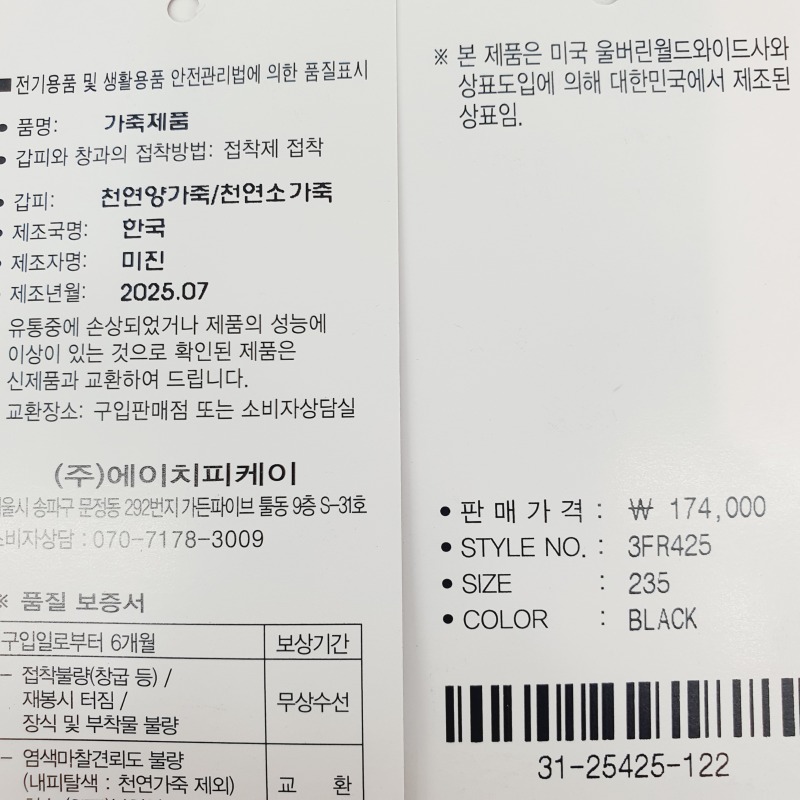 ■ 전기용품 및 생활용품 안전관리법에 의한 품질표시
• 품명: 가죽제품
• 갑피와 창과의 접착방법: 접착제 접착
• 갑피: 천연양가죽/천연소가죽
• 제조국명: 한국
• 제조자명: 미진
• 제조년월: 2025.07
유통중에 손상되었거나 제품의 성능에
이상이 있는 것으로 확인된 제품은
신제품과 교환하여 드립니다.
교환장소: 구입판매점 또는 소비자상담실
(주)에이치피케이
서울시 송파구 문정동 292번지 가든파이브 툴동 9층 S-31호
소비자상담 : 070-7178-3009
※ 품질 보증서
구입일로부터 6개월 보상기간
- 접착불량(창굽 등) /
재봉시 터짐 /
장식 및 부착물 불량
무상수선
- 염색마찰견뢰도 불량
(내피탈색 : 천연가죽 제외)
교 환
※ 본 제품은 미국 울버린월드와이드사와
상표도입에 의해 대한민국에서 제조된
상표임.
• 판매가격 : ₩ 174,000
• STYLE NO. : 3FR425
• SIZE : 235
• COLOR : BLACK
31-25425-122